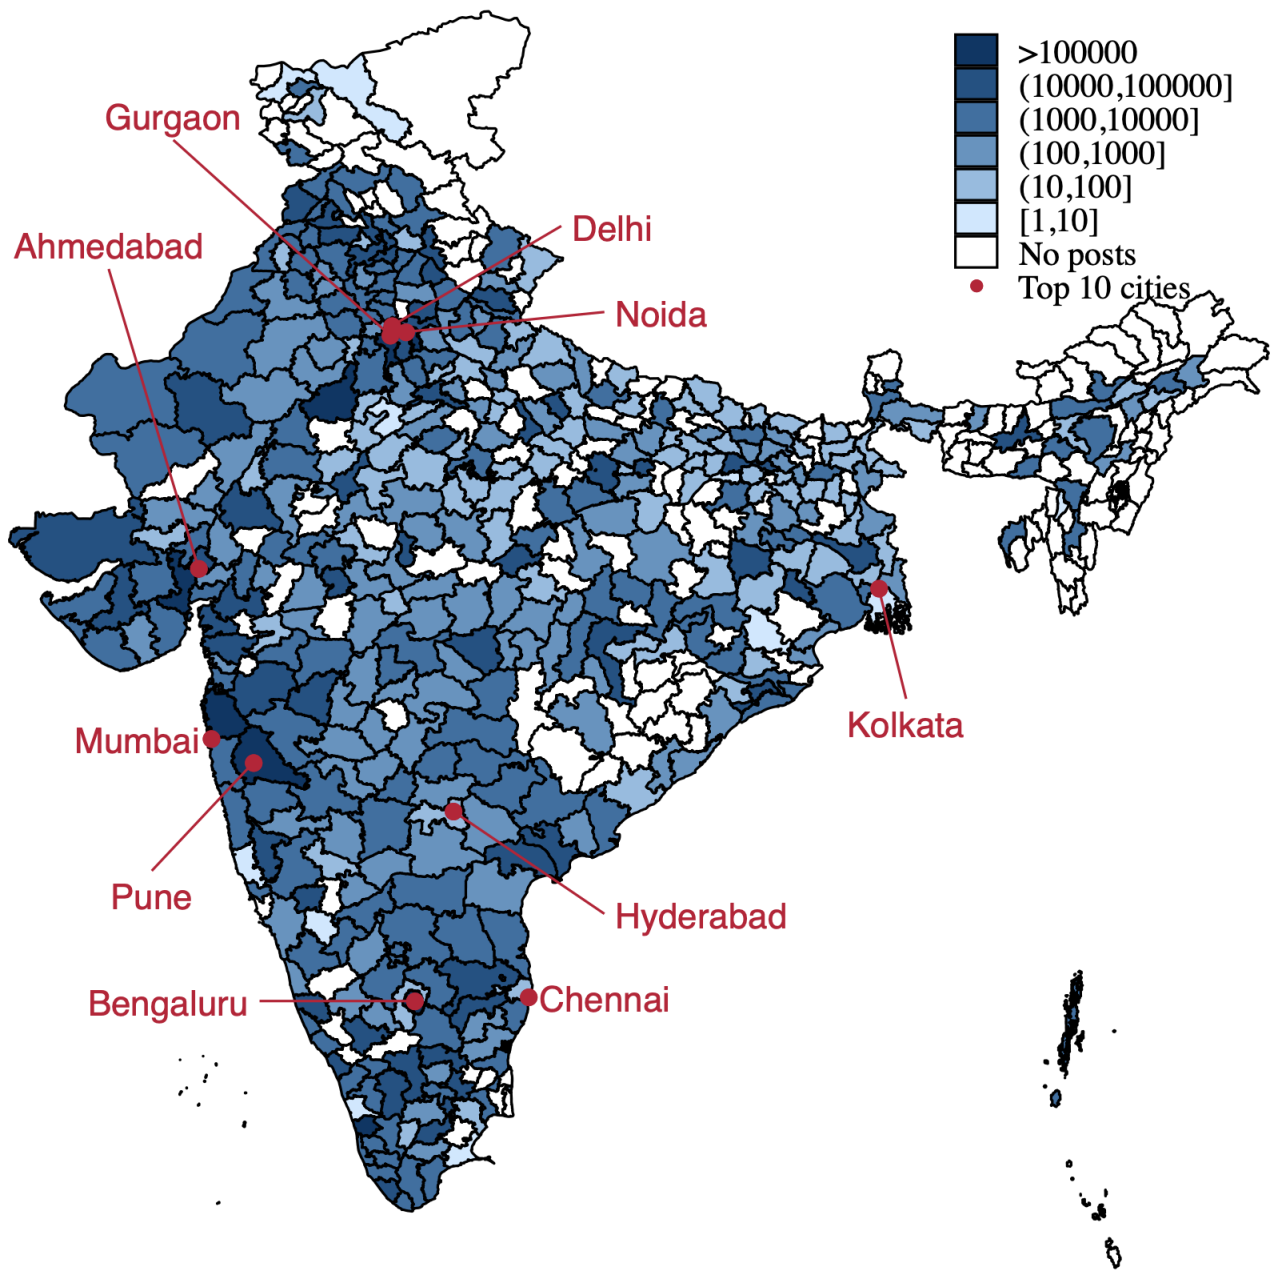 >100000
(10000,100000]
(1000,10000]
(100,1000]
(10,100]
[1,10]
No posts
Top 10 cities
Gurgaon
Delhi
Ahmedabad
Noida
Mumbai
Kolkata
Pune
Hyderabad
Bengaluru
Chennai